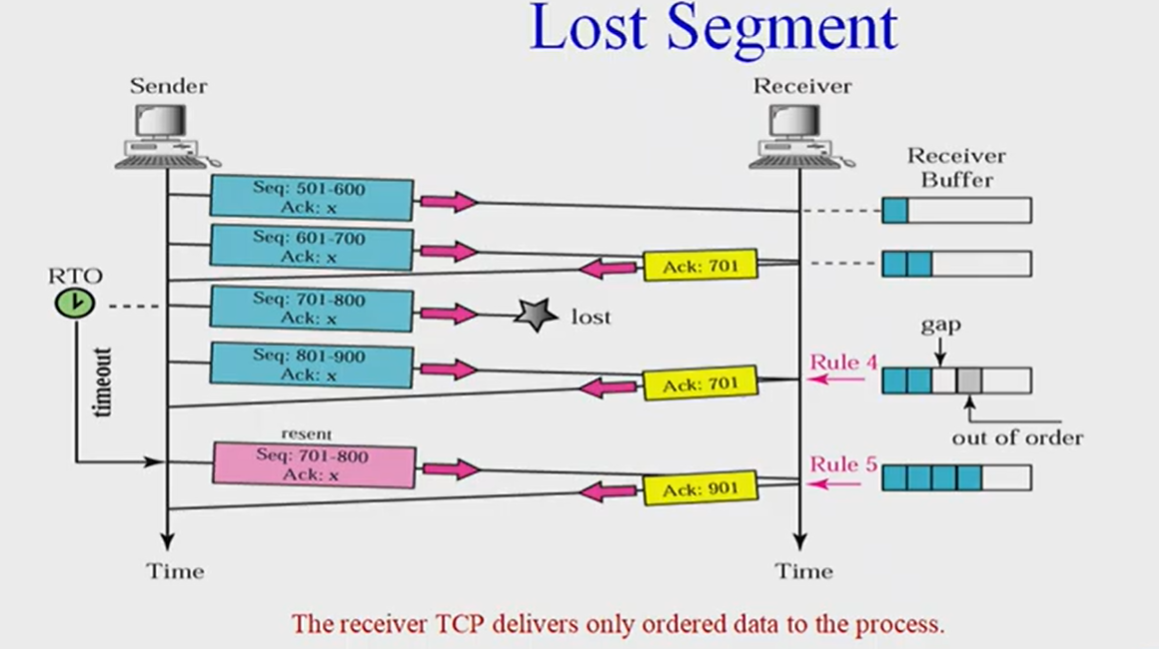 Lost Segment
Sender
Receiver
Receiver
Buffer
Seq: 501-600
Ack: x
Seq: 601-700
Ack: x
Ack: 701
RTO
Seq: 701-800
Ack: x
lost
gap
timeout
Seq: 801-900
Ack: x
Ack: 701
Rule 4
out of order
resent
Seq: 701-800
Ack: x
Ack: 901
Rule 5
Time
Time
The receiver TCP delivers only ordered data to the process.